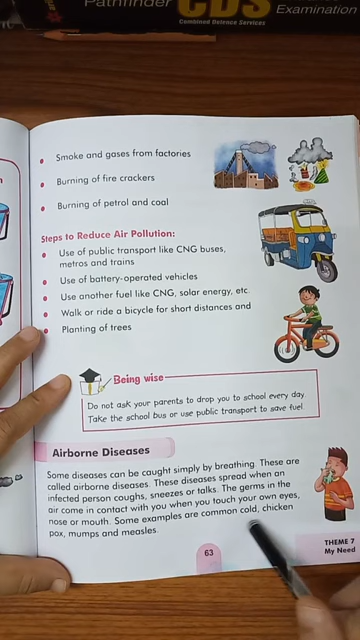 Pathfinder CDS Examination
Combined Defence Services
Smoke and gases from factories
Burning of fire crackers
Burning of petrol and coal
Steps to Reduce Air Pollution:
Use of public transport like CNG buses,
metros and trains
Use of battery-operated vehicles
Use another fuel like CNG, solar energy, etc
Walk or ride a bicycle for short distances and
Planting of trees
Being wise
Do not ask your parents to drop you to school every day
Take the school bus or use public transport to save fuel
Airborne Diseases
Some diseases can be caught simply by breathing. These are
called airborne diseases. These diseases spread when an
infected person coughs, sneezes or talks. The germs in the
air come in contact with you when you touch your own eyes,
nose or mouth. Some examples are common cold, chicken
pox, mumps and measles.
63
THEME 7
My Need